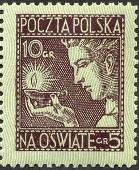 POCZTA POLSKA
10 GR
NA OŚWIATĘ GR 5